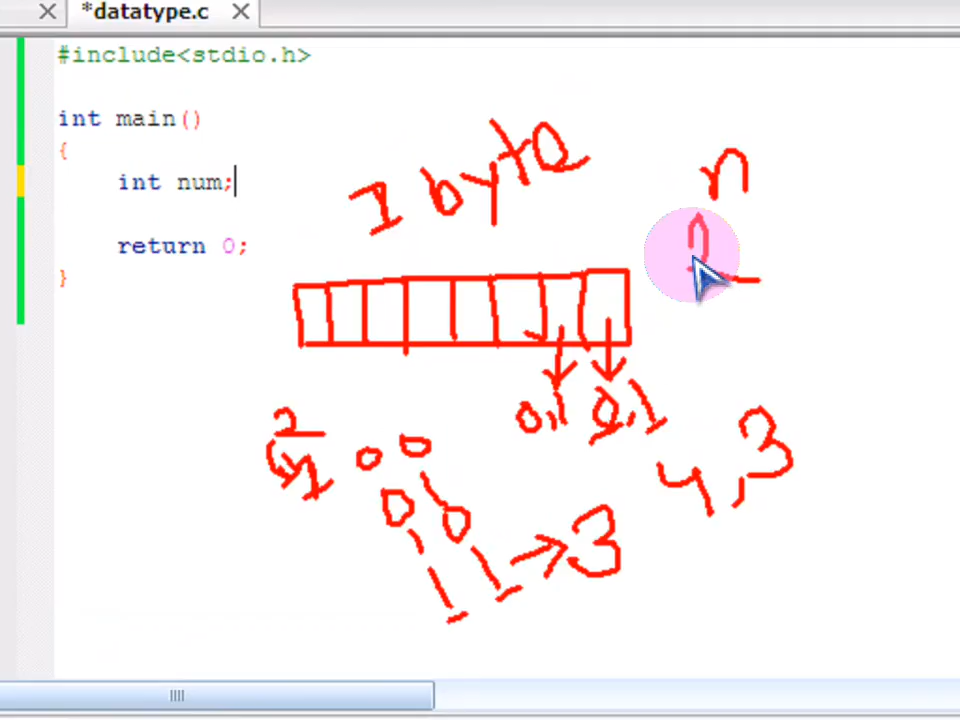 *datatype.c
#include<stdio.h>
int main()
{
int num;
return 0;
}
1 byte
n
2
0,1 0,1
2
0 0
0 1
1 0
1 1 → 3
4,3